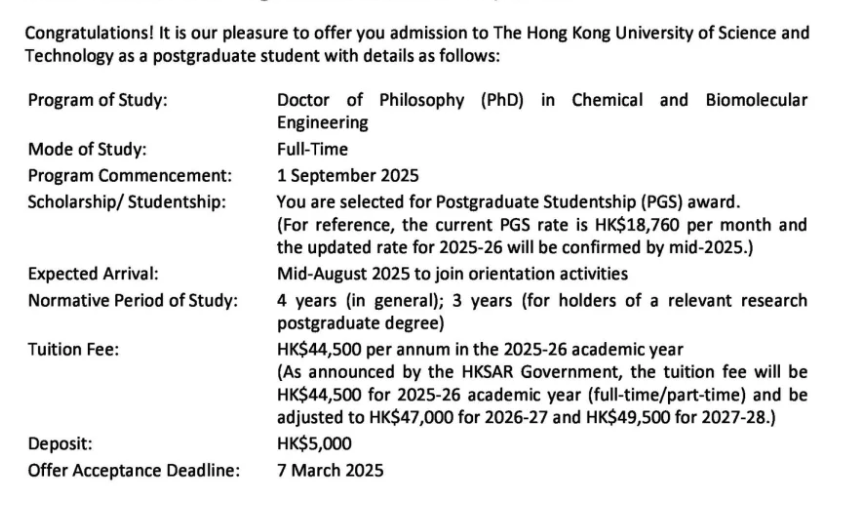 Congratulations! It is our pleasure to offer you admission to The Hong Kong University of Science and
Technology as a postgraduate student with details as follows:
Program of Study: Doctor of Philosophy (PhD) in Chemical and Biomolecular
Engineering
Mode of Study: Full-Time
Program Commencement: 1 September 2025
Scholarship/ Studentship: You are selected for Postgraduate Studentship (PGS) award.
(For reference, the current PGS rate is HK$18,760 per month and
the updated rate for 2025-26 will be confirmed by mid-2025.)
Expected Arrival: Mid-August 2025 to join orientation activities
Normative Period of Study: 4 years (in general); 3 years (for holders of a relevant research
postgraduate degree)
Tuition Fee: HK$44,500 per annum in the 2025-26 academic year
(As announced by the HKSAR Government, the tuition fee will be
HK$44,500 for 2025-26 academic year (full-time/part-time) and be
adjusted to HK$47,000 for 2026-27 and HK$49,500 for 2027-28.)
Deposit: HK$5,000
Offer Acceptance Deadline: 7 March 2025